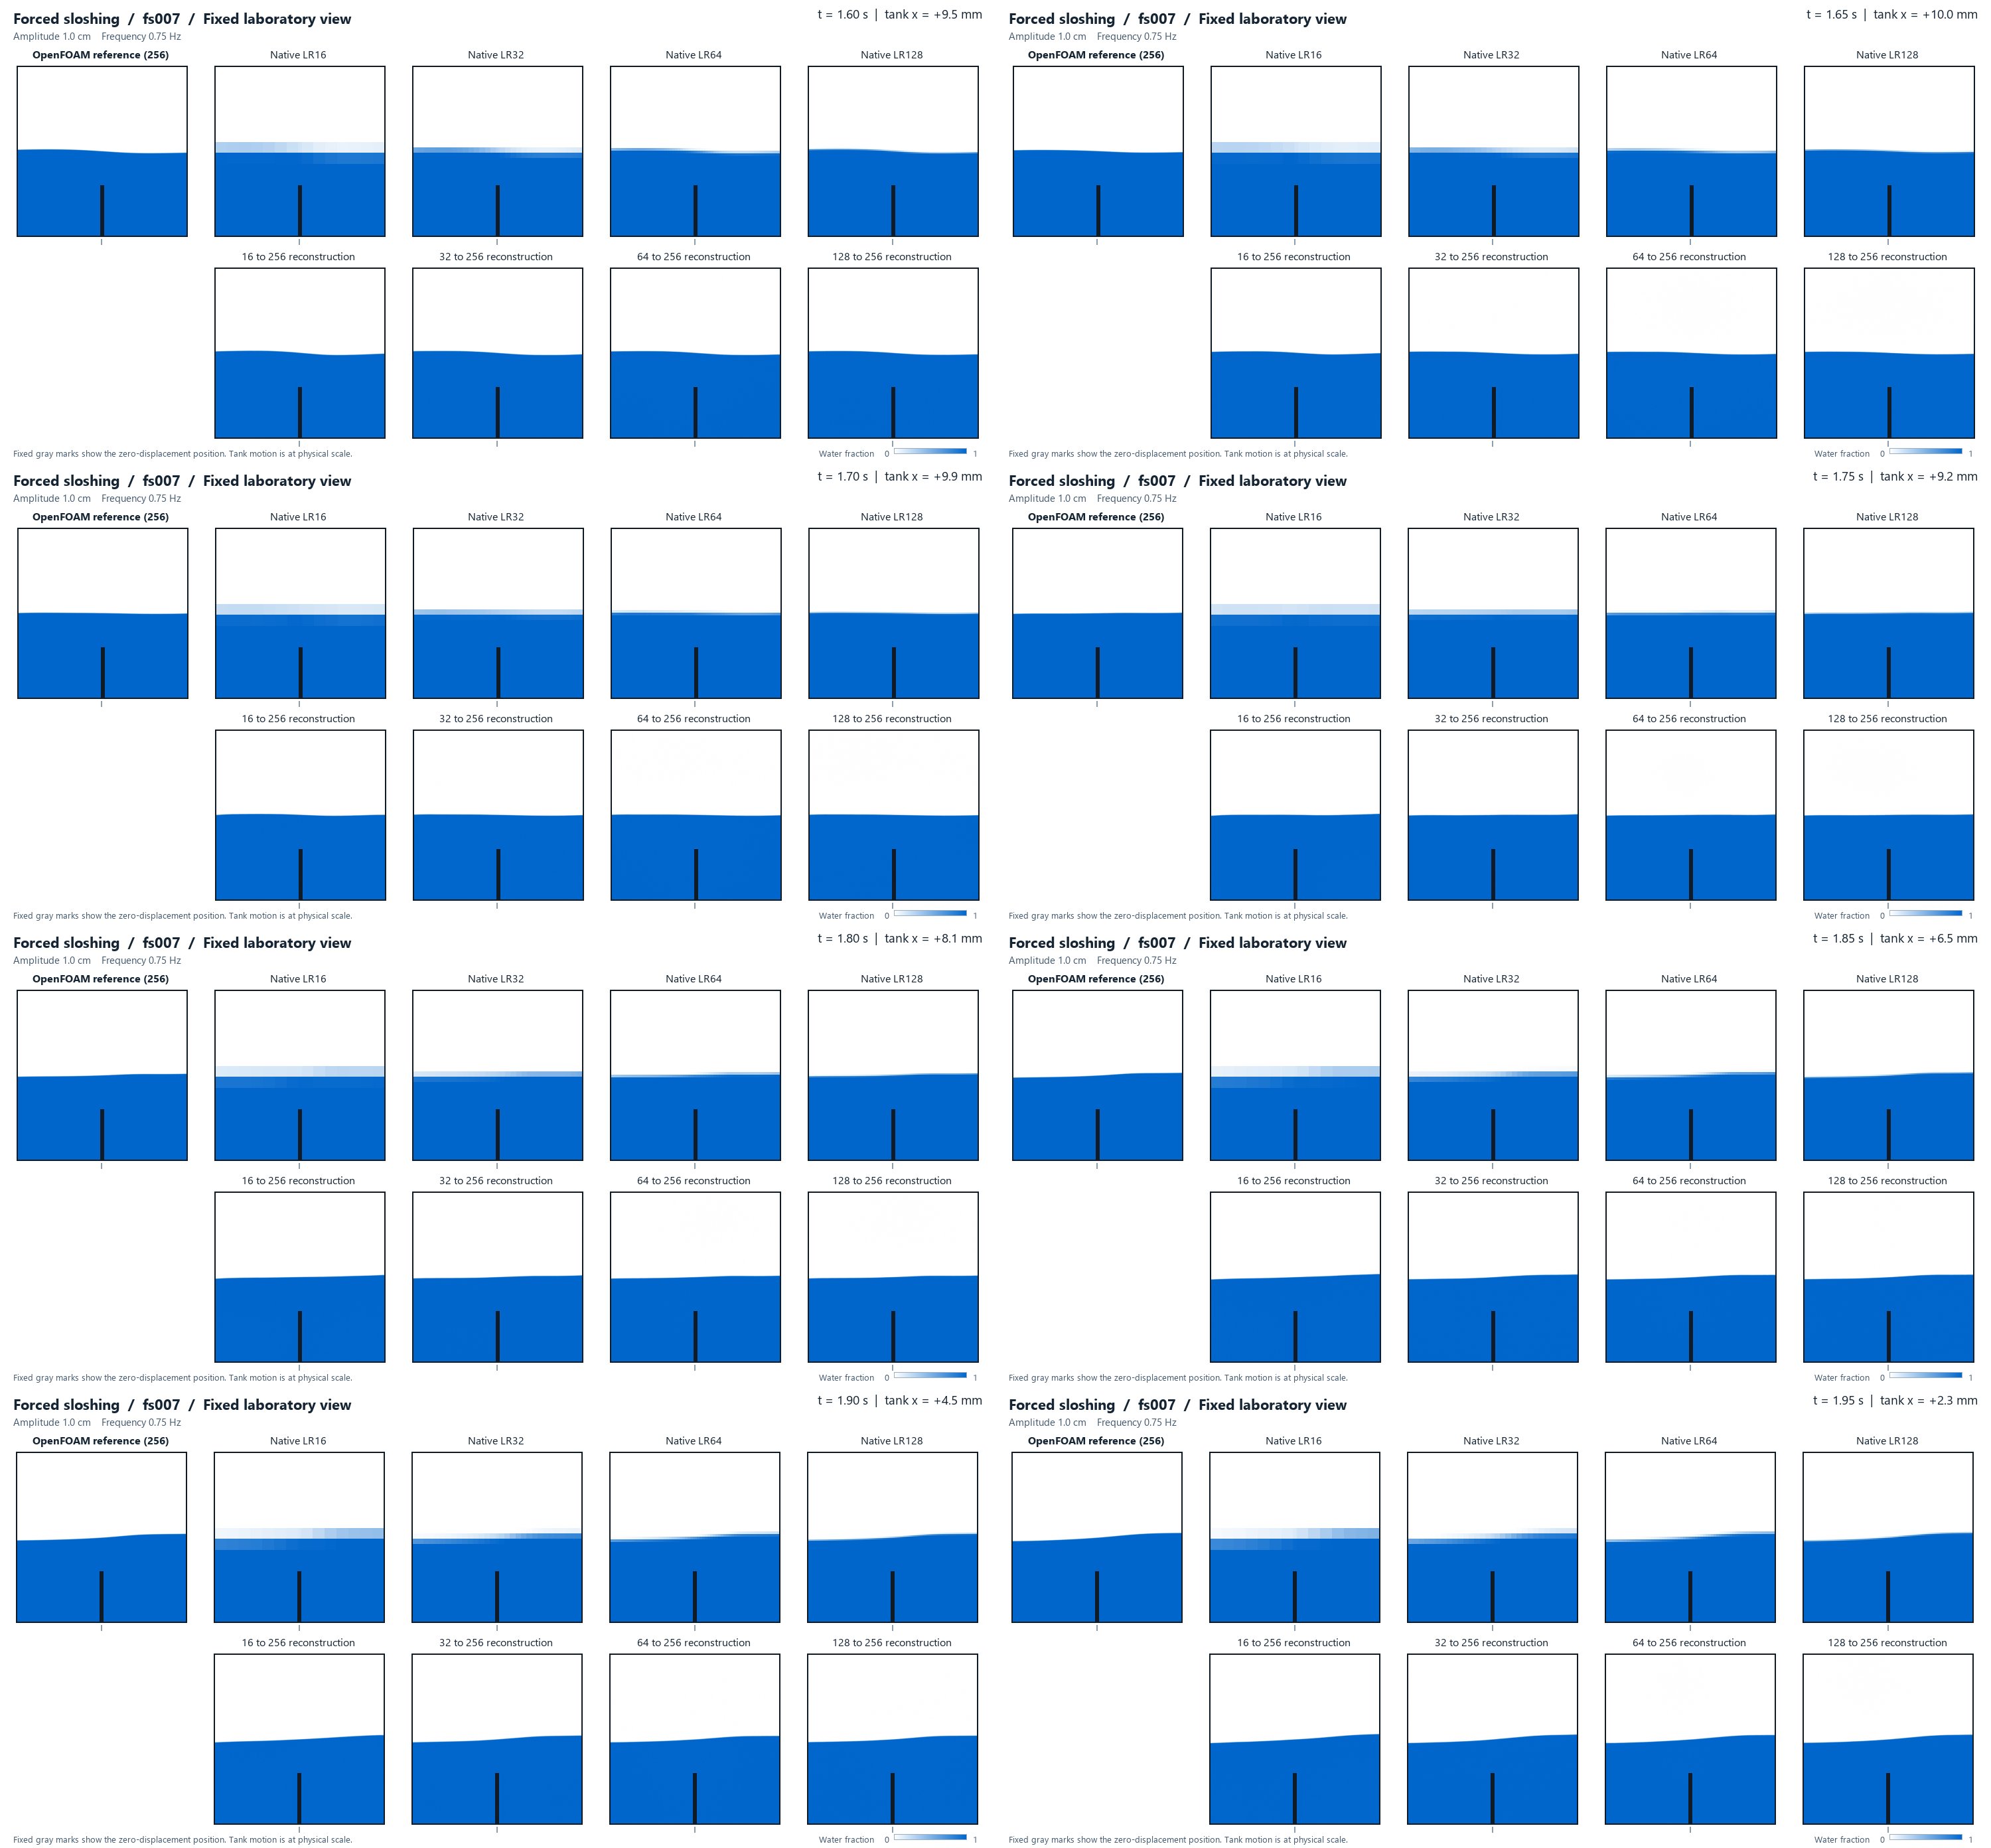 Forced sloshing / fs007 / Fixed laboratory view
t = 1.60 s | tank x = +9.5 mm
Amplitude 1.0 cm Frequency 0.75 Hz
OpenFOAM reference (256) Native LR16 Native LR32 Native LR64 Native LR128
16 to 256 reconstruction 32 to 256 reconstruction 64 to 256 reconstruction 128 to 256 reconstruction
Fixed gray marks show the zero-displacement position. Tank motion is at physical scale.
Water fraction 0 1
Forced sloshing / fs007 / Fixed laboratory view
t = 1.65 s | tank x = +10.0 mm
Amplitude 1.0 cm Frequency 0.75 Hz
OpenFOAM reference (256) Native LR16 Native LR32 Native LR64 Native LR128
16 to 256 reconstruction 32 to 256 reconstruction 64 to 256 reconstruction 128 to 256 reconstruction
Fixed gray marks show the zero-displacement position. Tank motion is at physical scale.
Water fraction 0 1
Forced sloshing / fs007 / Fixed laboratory view
t = 1.70 s | tank x = +9.9 mm
Amplitude 1.0 cm Frequency 0.75 Hz
OpenFOAM reference (256) Native LR16 Native LR32 Native LR64 Native LR128
16 to 256 reconstruction 32 to 256 reconstruction 64 to 256 reconstruction 128 to 256 reconstruction
Fixed gray marks show the zero-displacement position. Tank motion is at physical scale.
Water fraction 0 1
Forced sloshing / fs007 / Fixed laboratory view
t = 1.75 s | tank x = +9.2 mm
Amplitude 1.0 cm Frequency 0.75 Hz
OpenFOAM reference (256) Native LR16 Native LR32 Native LR64 Native LR128
16 to 256 reconstruction 32 to 256 reconstruction 64 to 256 reconstruction 128 to 256 reconstruction
Fixed gray marks show the zero-displacement position. Tank motion is at physical scale.
Water fraction 0 1
Forced sloshing / fs007 / Fixed laboratory view
t = 1.80 s | tank x = +8.1 mm
Amplitude 1.0 cm Frequency 0.75 Hz
OpenFOAM reference (256) Native LR16 Native LR32 Native LR64 Native LR128
16 to 256 reconstruction 32 to 256 reconstruction 64 to 256 reconstruction 128 to 256 reconstruction
Fixed gray marks show the zero-displacement position. Tank motion is at physical scale.
Water fraction 0 1
Forced sloshing / fs007 / Fixed laboratory view
t = 1.85 s | tank x = +6.5 mm
Amplitude 1.0 cm Frequency 0.75 Hz
OpenFOAM reference (256) Native LR16 Native LR32 Native LR64 Native LR128
16 to 256 reconstruction 32 to 256 reconstruction 64 to 256 reconstruction 128 to 256 reconstruction
Fixed gray marks show the zero-displacement position. Tank motion is at physical scale.
Water fraction 0 1
Forced sloshing / fs007 / Fixed laboratory view
t = 1.90 s | tank x = +4.5 mm
Amplitude 1.0 cm Frequency 0.75 Hz
OpenFOAM reference (256) Native LR16 Native LR32 Native LR64 Native LR128
16 to 256 reconstruction 32 to 256 reconstruction 64 to 256 reconstruction 128 to 256 reconstruction
Fixed gray marks show the zero-displacement position. Tank motion is at physical scale.
Water fraction 0 1
Forced sloshing / fs007 / Fixed laboratory view
t = 1.95 s | tank x = +2.3 mm
Amplitude 1.0 cm Frequency 0.75 Hz
OpenFOAM reference (256) Native LR16 Native LR32 Native LR64 Native LR128
16 to 256 reconstruction 32 to 256 reconstruction 64 to 256 reconstruction 128 to 256 reconstruction
Fixed gray marks show the zero-displacement position. Tank motion is at physical scale.
Water fraction 0 1